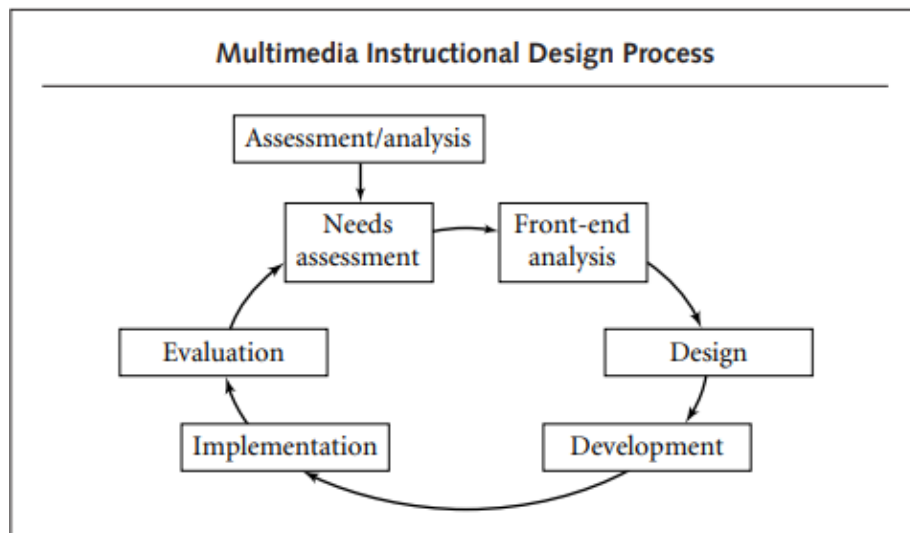 Multimedia Instructional Design Process
Assessment/analysis
Needs
assessment
Front-end
analysis
Evaluation
Design
Implementation
Development